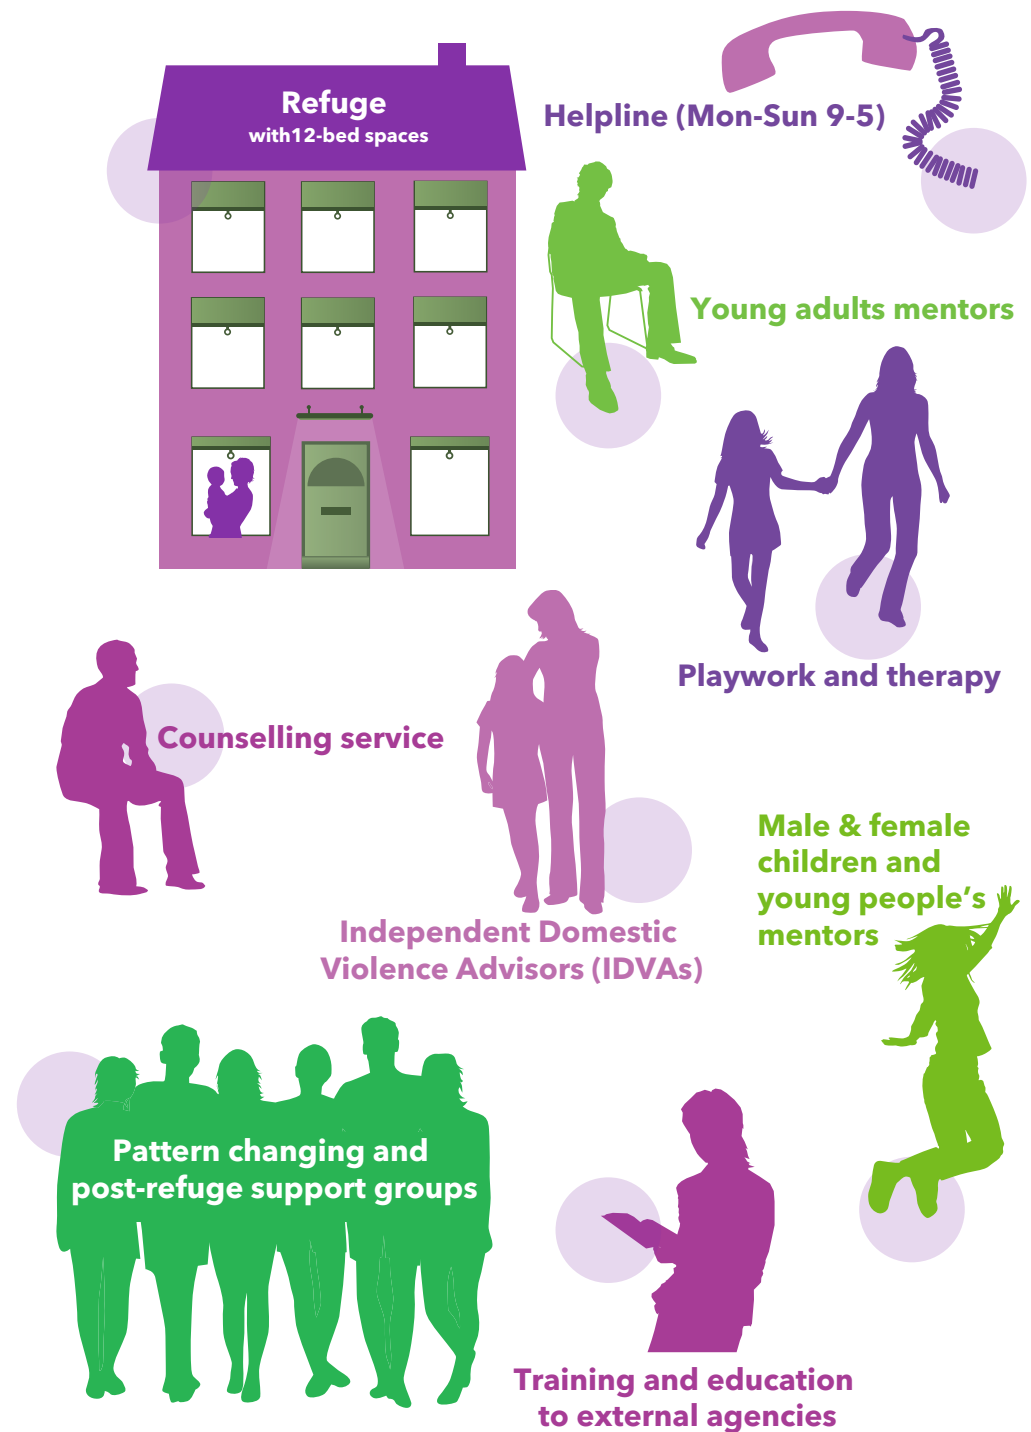 Refuge
with12-bed spaces
Helpline (Mon-Sun 9-5)
Young adults mentors
Playwork and therapy
Counselling service
Independent Domestic
Violence Advisors (IDVAs)
Male & female
children and
young people’s
mentors
Pattern changing and
post-refuge support groups
Training and education
to external agencies